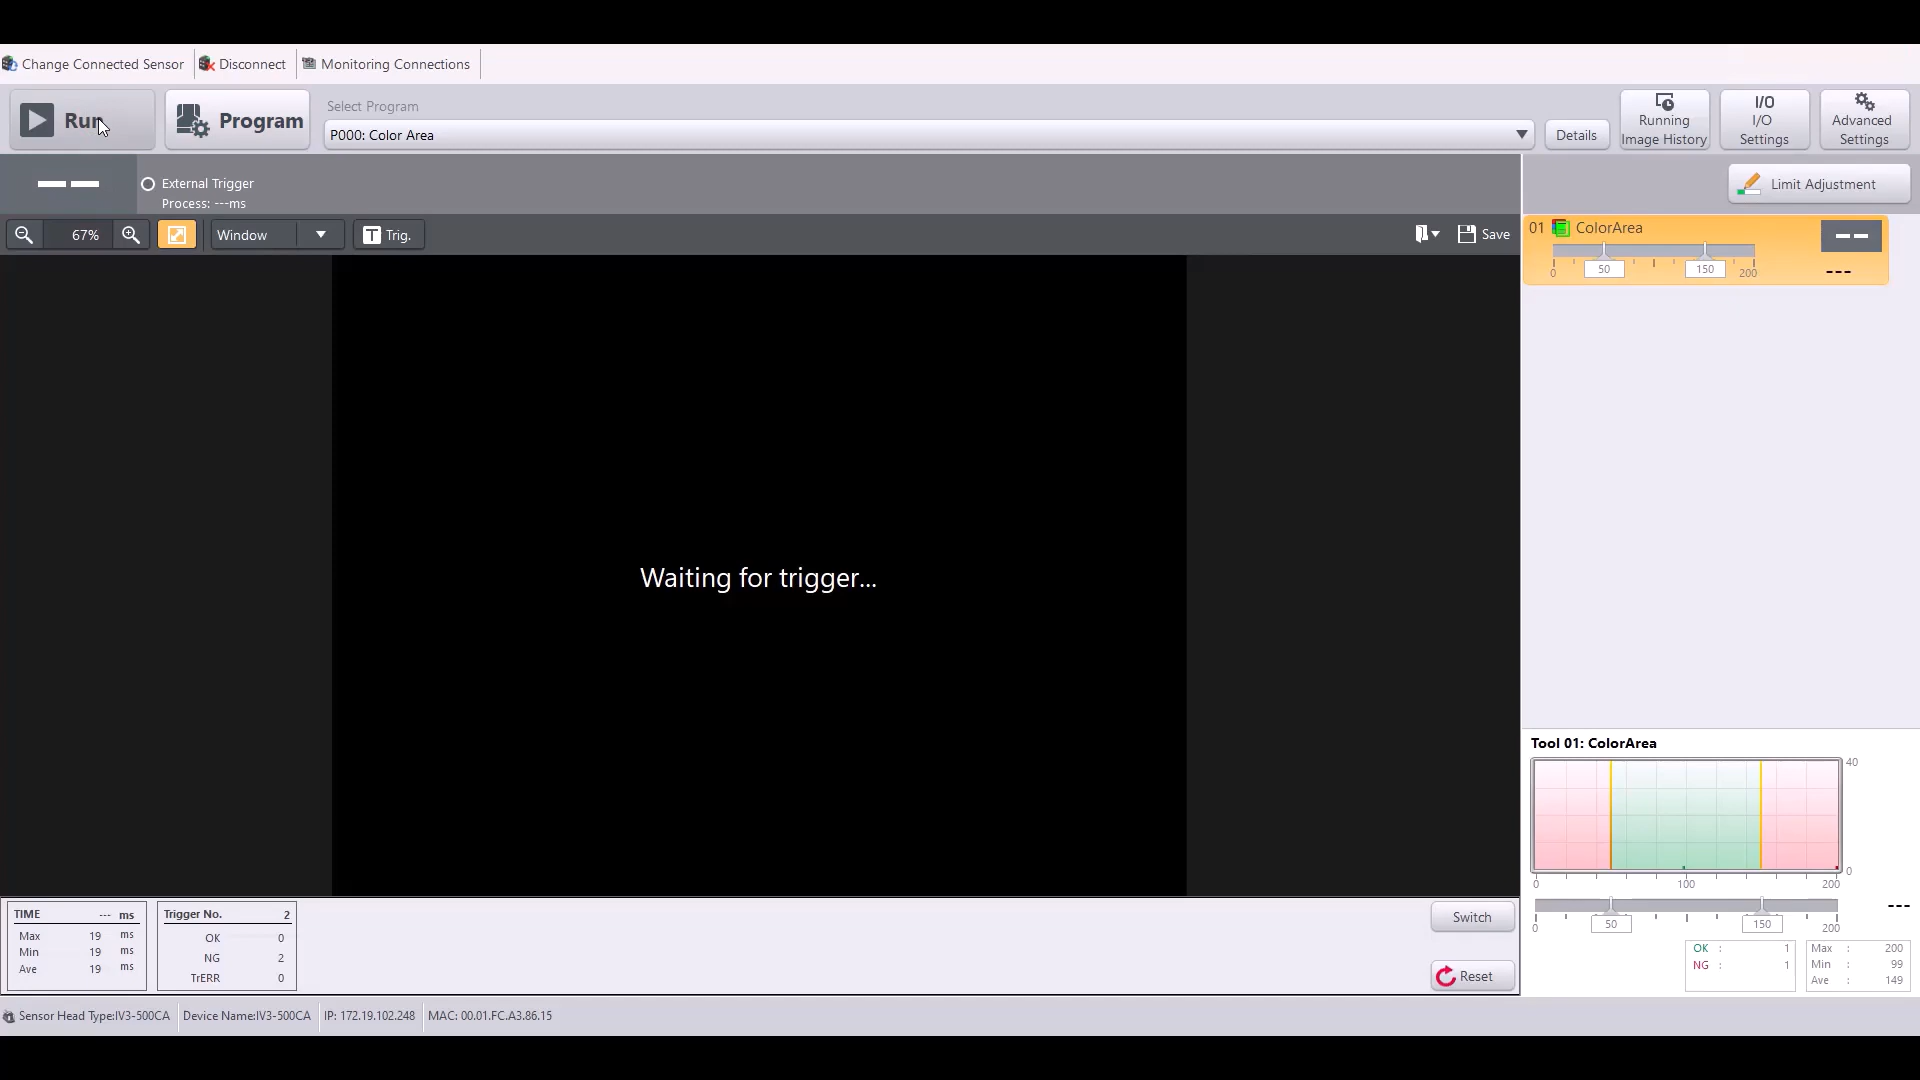 Change Connected Sensor Disconnect Monitoring Connections
Run Program Select Program
P000: Color Area Details
Running
Image History
I/O
I/O
Settings
Advanced
Settings
External Trigger
Process: ---ms
Limit Adjustment
67% Window T Trig. Save
01 ColorArea
50 150
0 200
---
Waiting for trigger...
Tool 01: ColorArea
40
0
0 100 200
---
50 150
0 200
OK : 1
NG : 1
Max : 200
Min : 99
Ave : 149
TIME --- ms
Max 19 ms
Min 19 ms
Ave 19 ms
Trigger No. 2
OK 0
NG 2
TrERR 0
Switch
Reset
Sensor Head Type:IV3-500CA Device Name:IV3-500CA IP: 172.19.102.248 MAC: 00.01.FC.A3.86.15